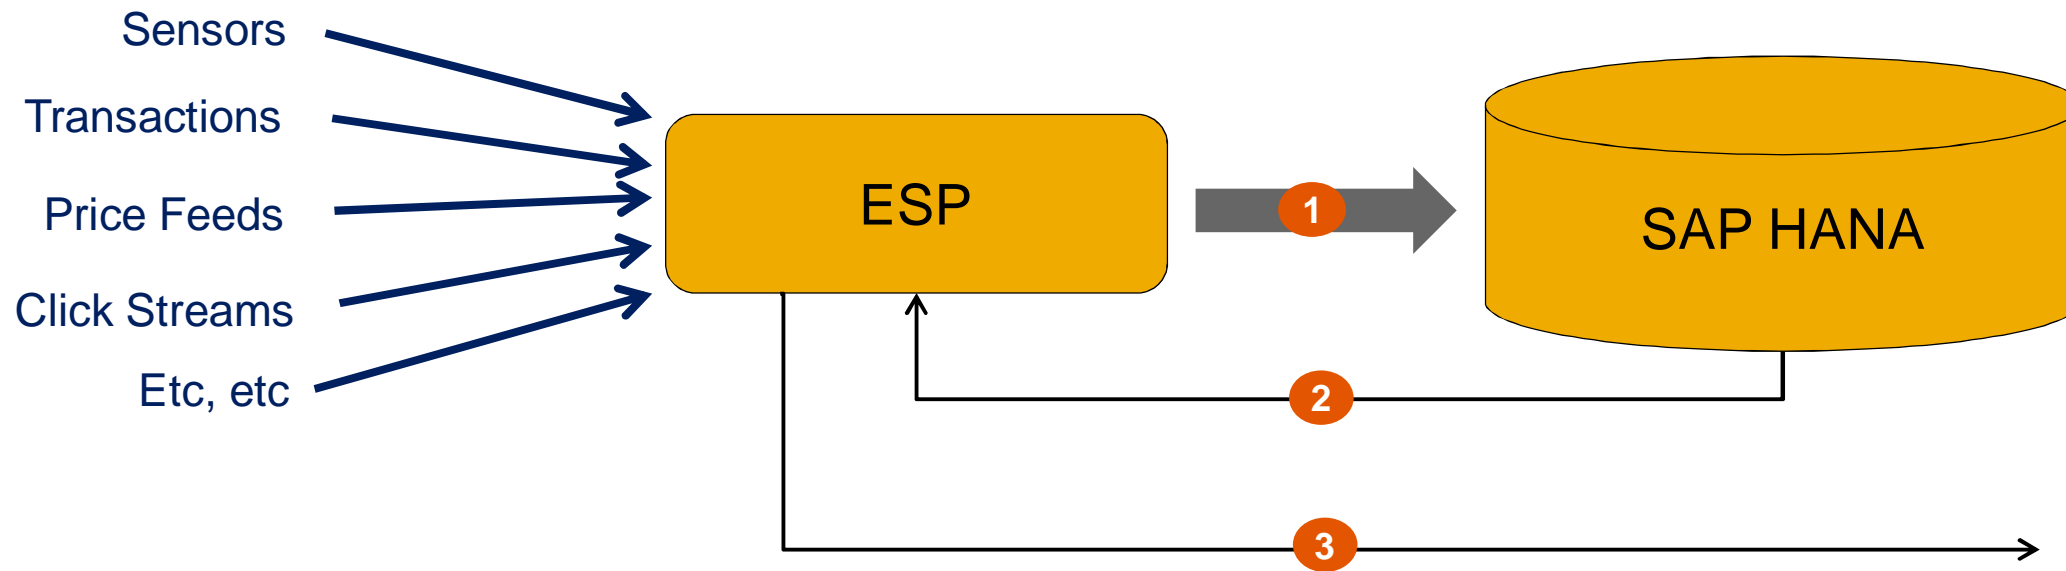 Sensors
Transactions
Price Feeds
Click Streams
Etc, etc
ESP
1
SAP HANA
2
3